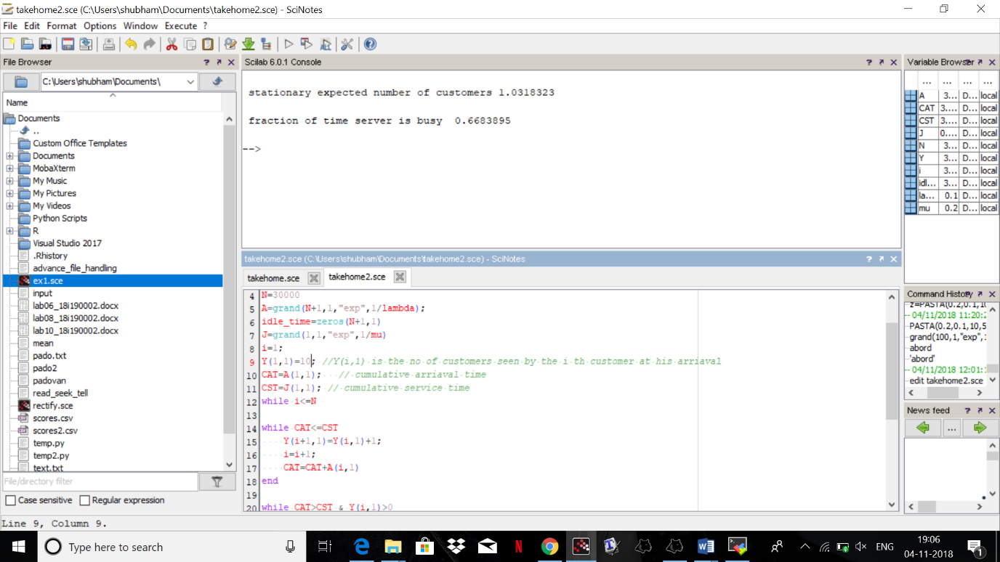 takehome2.sce (C:\Users\shubham\Documents\takehome2.sce) - SciNotes
File Edit Format Options Window Execute ?
File Browser
C:\Users\shubham\Documents\
Name
Documents
..
Custom Office Templates
Documents
MobaXterm
My Music
My Pictures
My Videos
Python Scripts
R
Visual Studio 2017
.Rhistory
advance_file_handling
ex1.sce
input
lab06_18i190002.docx
lab08_18i190002.docx
lab10_18i190002.docx
mean
pado.txt
pado2
padovan
read_seek_tell
rectify.sce
scores.csv
scores2.csv
temp.py
temp2.py
text.txt
File/directory filter
Case sensitive Regular expression
Scilab 6.0.1 Console
stationary expected number of customers 1.0318323
fraction of time server is busy 0.6683895
-->
takehome2.sce (C:\Users\shubham\Documents\takehome2.sce) - SciNotes
takehome.sce takehome2.sce
4 N=30000
5 A=grand(N+1,1,"exp",1/lambda);
6 idle_time=zeros(N+1,1)
7 J=grand(1,1,"exp",1/mu)
8 i=1;
9 Y(1,1)=10; //Y(i,1) is the no of customers seen by the i th customer at his arriaval
10 CAT=A(1,1); // cumulative arriaval time
11 CST=J(1,1); // cumulative service time
12 while i<=N
13
14 while CAT<=CST
15 Y(i+1,1)=Y(i,1)+1;
16 i=i+1;
17 CAT=CAT+A(i,1)
18 end
19
20 while CAT>CST & Y(i,1)>0
Variable Browser
... ... ... ...
A 3... D... local
CAT 3.... D... local
CST 3.... D... local
J 0.... D... local
N 3... D... local
Y 3... D... local
i 3... D... local
idl... 3... D... local
la... 0.1 D... local
mu 0.2 D... local
Command History
z=PASTA(0.2,0.1,1
-- 04/11/2018 11:20:2
PASTA(0.2,0.1,10,5
grand(100,1,"exp",
abord
'abord'
-- 04/11/2018 12:01:
edit takehome2.sce
News feed
...
Line 9, Column 9.
Type here to search
ENG
19:06
04-11-2018
1